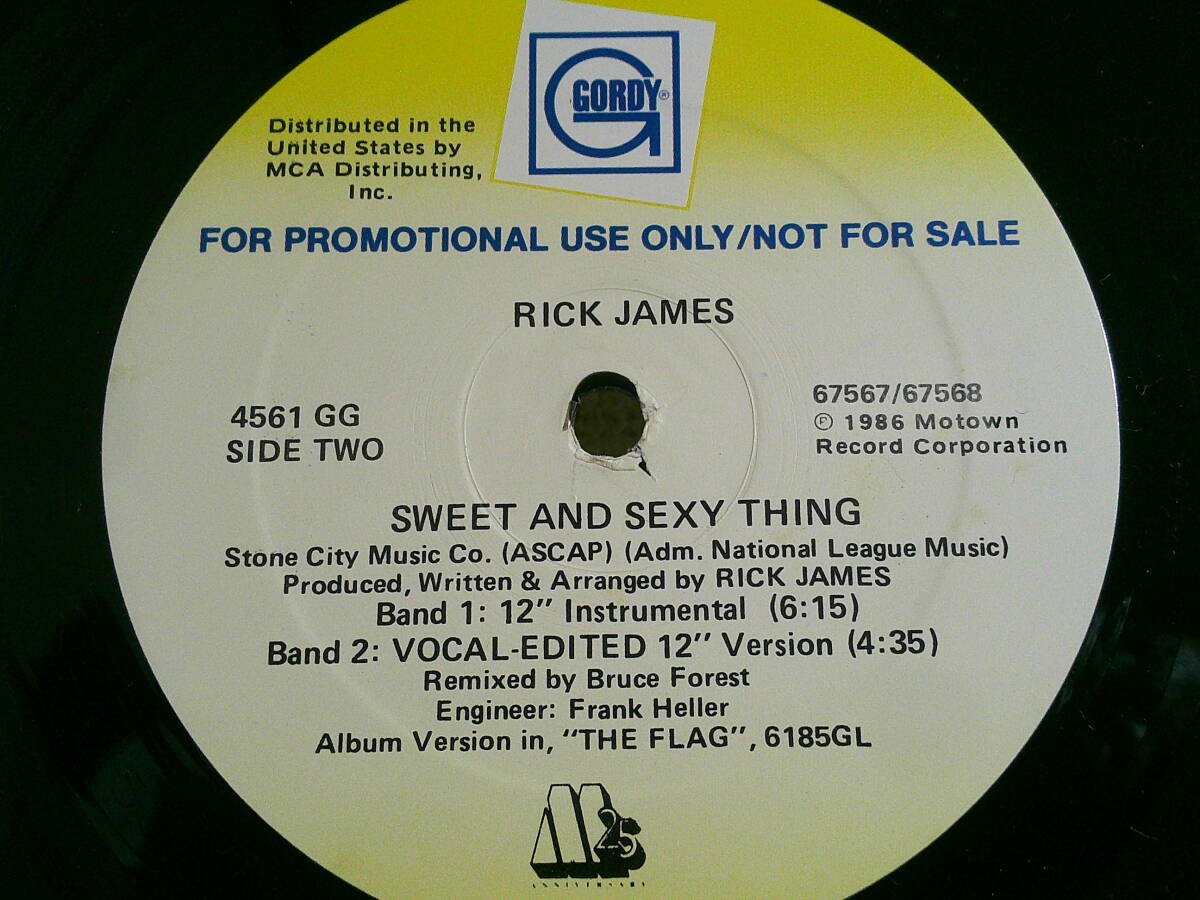 GORDY®
Distributed in the
United States by
MCA Distributing,
Inc.
FOR PROMOTIONAL USE ONLY/NOT FOR SALE
RICK JAMES
4561 GG
SIDE TWO
67567/67568
℗ 1986 Motown
Record Corporation
SWEET AND SEXY THING
Stone City Music Co. (ASCAP) (Adm. National League Music)
Produced, Written & Arranged by RICK JAMES
Band 1: 12″ Instrumental (6:15)
Band 2: VOCAL-EDITED 12″ Version (4:35)
Remixed by Bruce Forest
Engineer: Frank Heller
Album Version in, “THE FLAG”, 6185GL
M 25
ANNIVERSARY